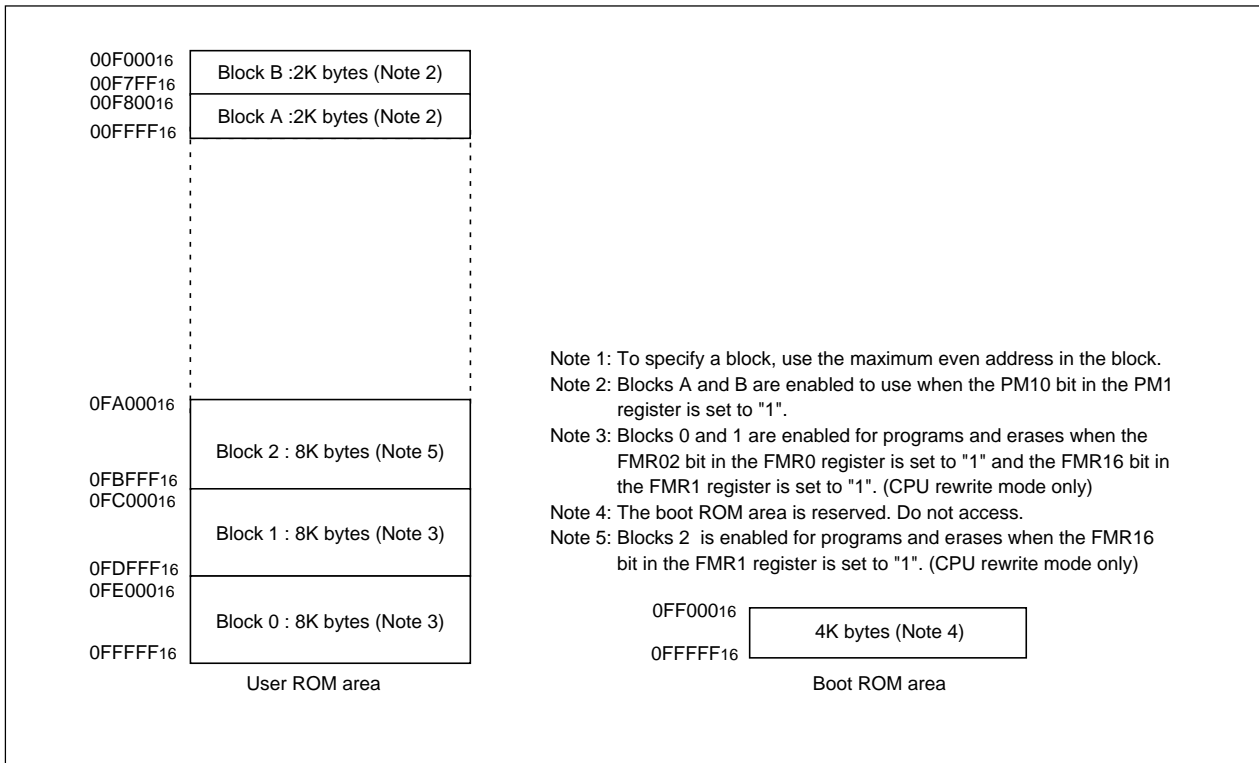 00F00016
Block B :2K bytes (Note 2)
00F7FF16
00F80016
Block A :2K bytes (Note 2)
00FFFF16
0FA00016
Block 2 : 8K bytes (Note 5)
0FBFFF16
0FC00016
Block 1 : 8K bytes (Note 3)
0FDFFF16
0FE00016
Block 0 : 8K bytes (Note 3)
0FFFFF16
User ROM area
Note 1: To specify a block, use the maximum even address in the block.
Note 2: Blocks A and B are enabled to use when the PM10 bit in the PM1
register is set to "1".
Note 3: Blocks 0 and 1 are enabled for programs and erases when the
FMR02 bit in the FMR0 register is set to "1" and the FMR16 bit in
the FMR1 register is set to "1". (CPU rewrite mode only)
Note 4: The boot ROM area is reserved. Do not access.
Note 5: Blocks 2  is enabled for programs and erases when the FMR16
bit in the FMR1 register is set to "1". (CPU rewrite mode only)
0FF00016
4K bytes (Note 4)
0FFFFF16
Boot ROM area